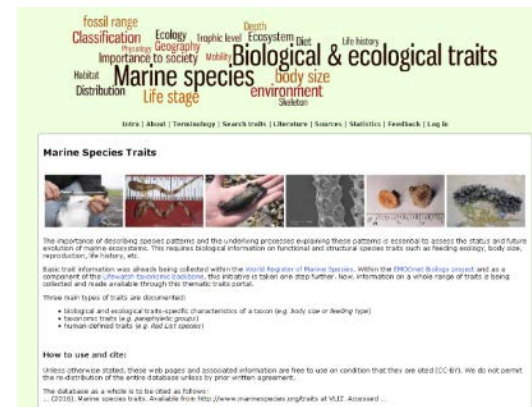 fossil range
Depth
Classification Ecology Trophic level Ecosystem Diet Life history
Physiology Geography Mobility Biological & ecological traits
Importance to society
Habitat Marine species body size
Distribution Life stage environment
Skeleton
Intro | About | Terminology | Search traits | Literature | Sources | Statistics | Feedback | Log in
Marine Species Traits
The importance of describing species patterns and the underlying processes explaining these patterns is essential to assess the status and future
evolution of marine ecosystems. This requires biological information on functional and structural species traits such as feeding ecology, body size,
reproduction, life history, etc.
Basic trait information was already being collected within the World Register of Marine Species. Within the EMODnet Biology project and as a
component of the Lifewatch taxonomic backbone, this initiative is taken one step further. Now, information on a whole range of traits is being
collected and made available through this thematic traits portal.
Three main types of traits are documented:
• biological and ecological traits-specific characteristics of a taxon (e.g. body size or feeding type)
• taxonomic traits (e.g. paraphyletic groups)
• human-defined traits (e.g. Red List species)
How to use and cite:
Unless otherwise stated, these web pages and associated information are free to use on condition that they are cited (CC-BY). We do not permit
the re-distribution of the entire database unless by prior written agreement.
The database as a whole is to be cited as follows:
... (2016). Marine species traits. Available from http://www.marinespecies.org/traits at VLIZ. Accessed ...